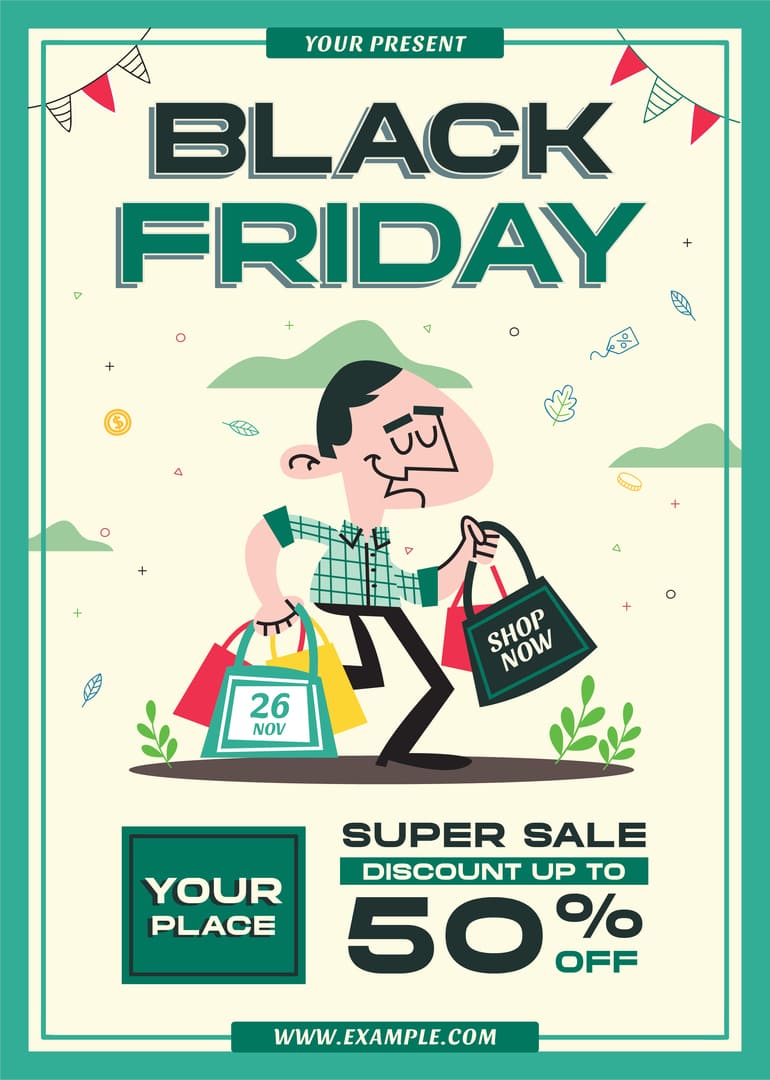 YOUR PRESENT
BLACK
FRIDAY
SHOP
NOW
26
NOV
YOUR
PLACE
SUPER SALE
DISCOUNT UP TO
50%
OFF
WWW.EXAMPLE.COM